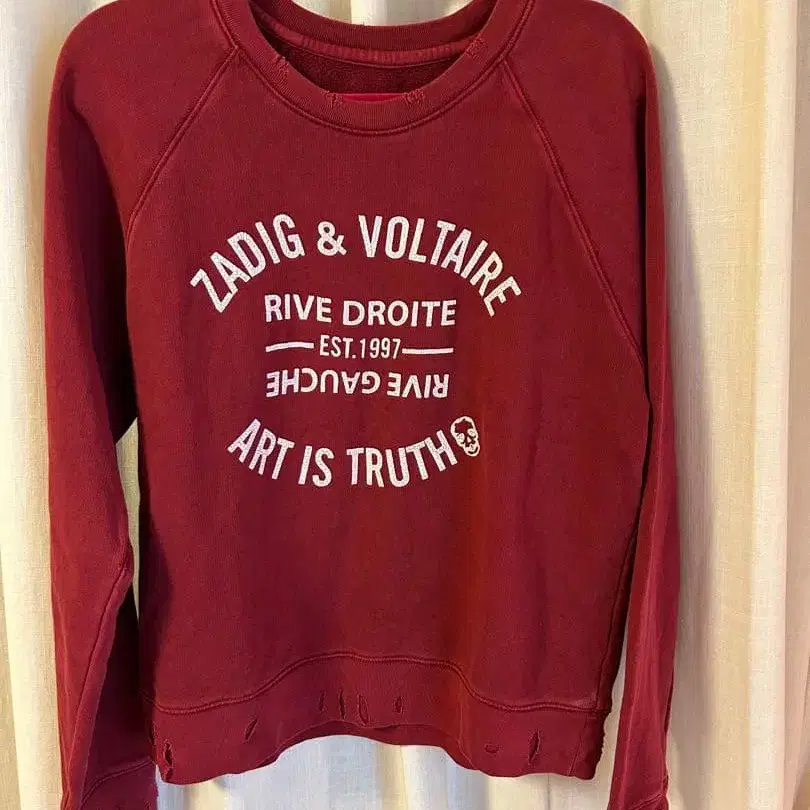 ZADIG & VOLTAIRE
RIVE DROITE
EST.1997
RIVE GAUCHE
ART IS TRUTH